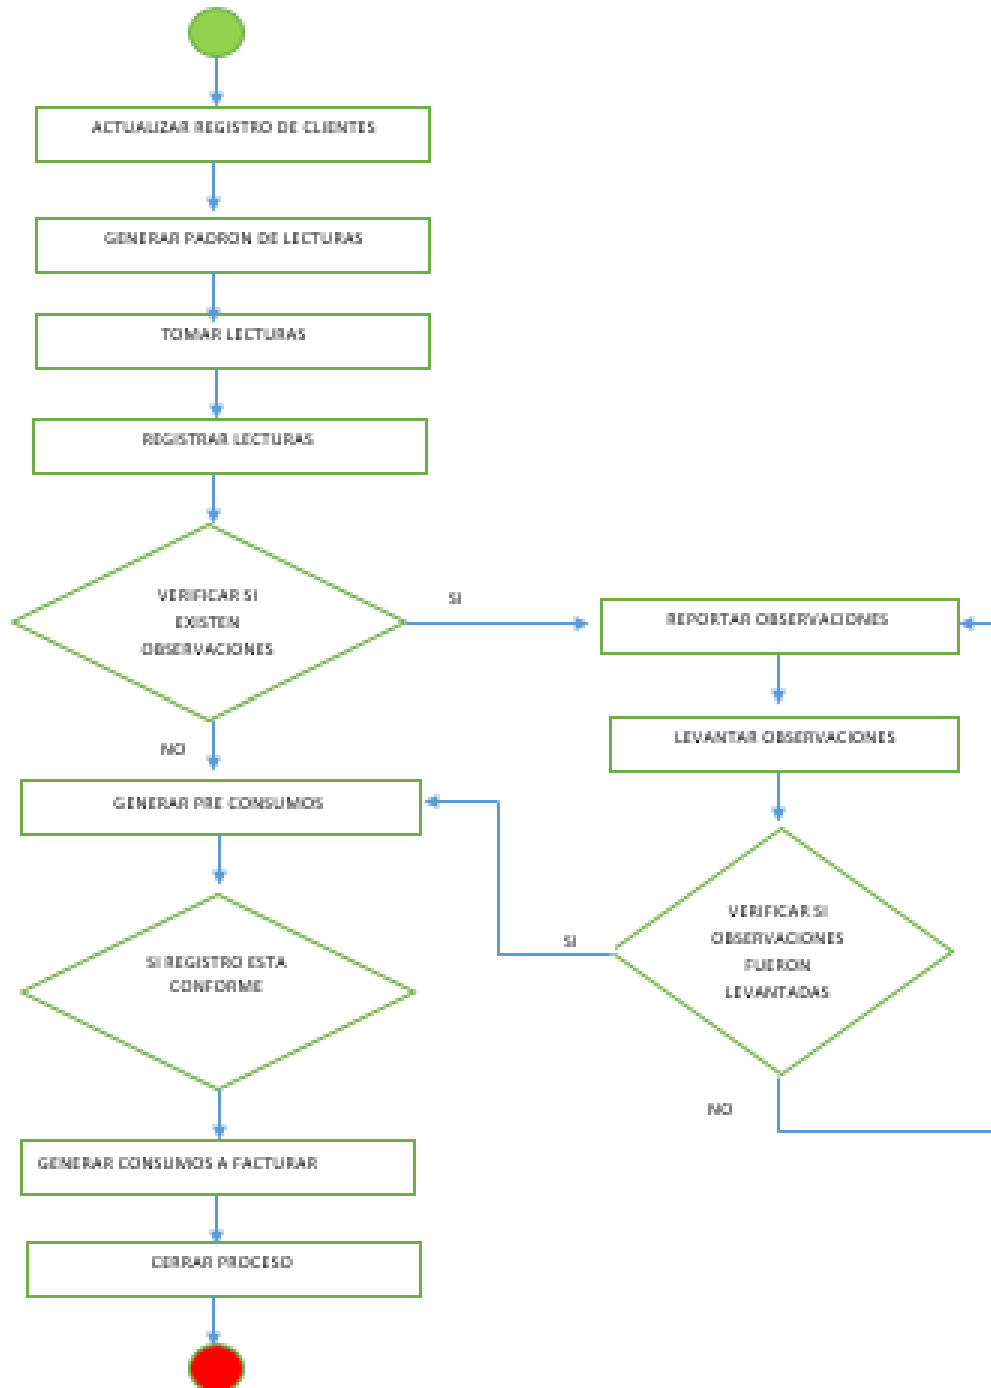 ACTUALIZAR REGISTRO DE CLIENTES
GENERAR PADRON DE LECTURAS
TOMAR LECTURAS
REGISTRAR LECTURAS
VERIFICAR SI
EXISTEN
OBSERVACIONES
SI
REPORTAR OBSERVACIONES
LEVANTAR OBSERVACIONES
NO
GENERAR PRE CONSUMOS
VERIFICAR SI
OBSERVACIONES
FUERON
LEVANTADAS
SI
SI REGISTRO ESTA
CONFORME
NO
GENERAR CONSUMOS A FACTURAR
CERRAR PROCESO